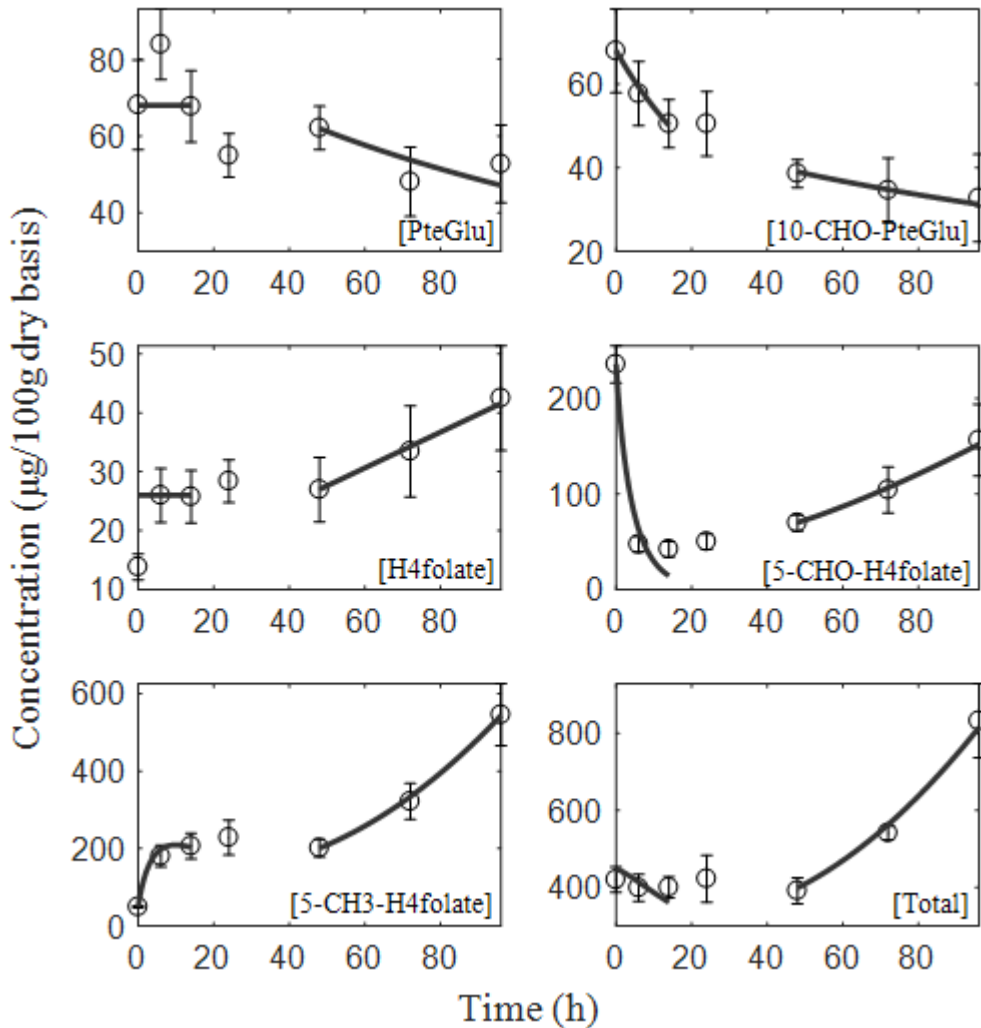 Concentration (µg/100g dry basis)
80
60
40
[PteGlu]
0 20 40 60 80
60
40
20
[10-CHO-PteGlu]
0 20 40 60 80
50
40
30
20
10
[H4folate]
0 20 40 60 80
200
100
0
[5-CHO-H4folate]
0 20 40 60 80
600
400
200
0
[5-CH3-H4folate]
0 20 40 60 80
800
600
400
[Total]
0 20 40 60 80
Time (h)